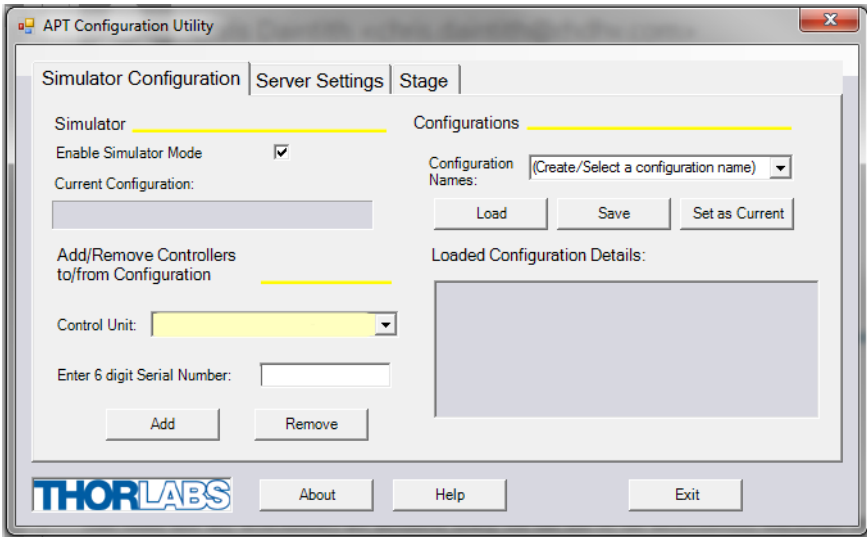 APT Configuration Utility
Simulator Configuration
Server Settings
Stage
Simulator
Enable Simulator Mode
Current Configuration:
Add/Remove Controllers
to/from Configuration
Control Unit:
Enter 6 digit Serial Number:
Add
Remove
Configurations
Configuration
Names:
(Create/Select a configuration name)
Load
Save
Set as Current
Loaded Configuration Details:
THORLABS
About
Help
Exit